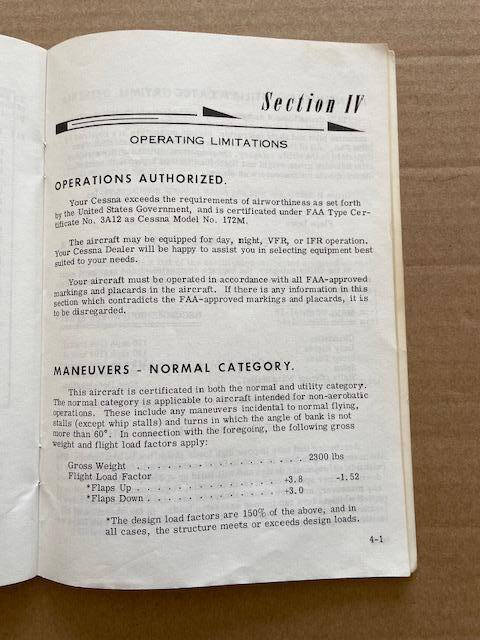 Section IV
OPERATING LIMITATIONS
OPERATIONS AUTHORIZED.
Your Cessna exceeds the requirements of airworthiness as set forth
by the United States Government, and is certificated under FAA Type Cer-
tificate No. 3A12 as Cessna Model No. 172M.
The aircraft may be equipped for day, night, VFR, or IFR operation.
Your Cessna Dealer will be happy to assist you in selecting equipment best
suited to your needs.
Your aircraft must be operated in accordance with all FAA-approved
markings and placards in the aircraft. If there is any information in this
section which contradicts the FAA-approved markings and placards, it is
to be disregarded.
MANEUVERS - NORMAL CATEGORY.
This aircraft is certificated in both the normal and utility category.
The normal category is applicable to aircraft intended for non-aerobatic
operations. These include any maneuvers incidental to normal flying,
stalls (except whip stalls) and turns in which the angle of bank is not
more than 60°. In connection with the foregoing, the following gross
weight and flight load factors apply:
Gross Weight . . . . . . . . . . . . . . . . . 2300 lbs
Flight Load Factor
*Flaps Up . . . . . . . . . . . . . . +3.8 -1.52
*Flaps Down . . . . . . . . . . . . . +3.0
*The design load factors are 150% of the above, and in
all cases, the structure meets or exceeds design loads.
4-1